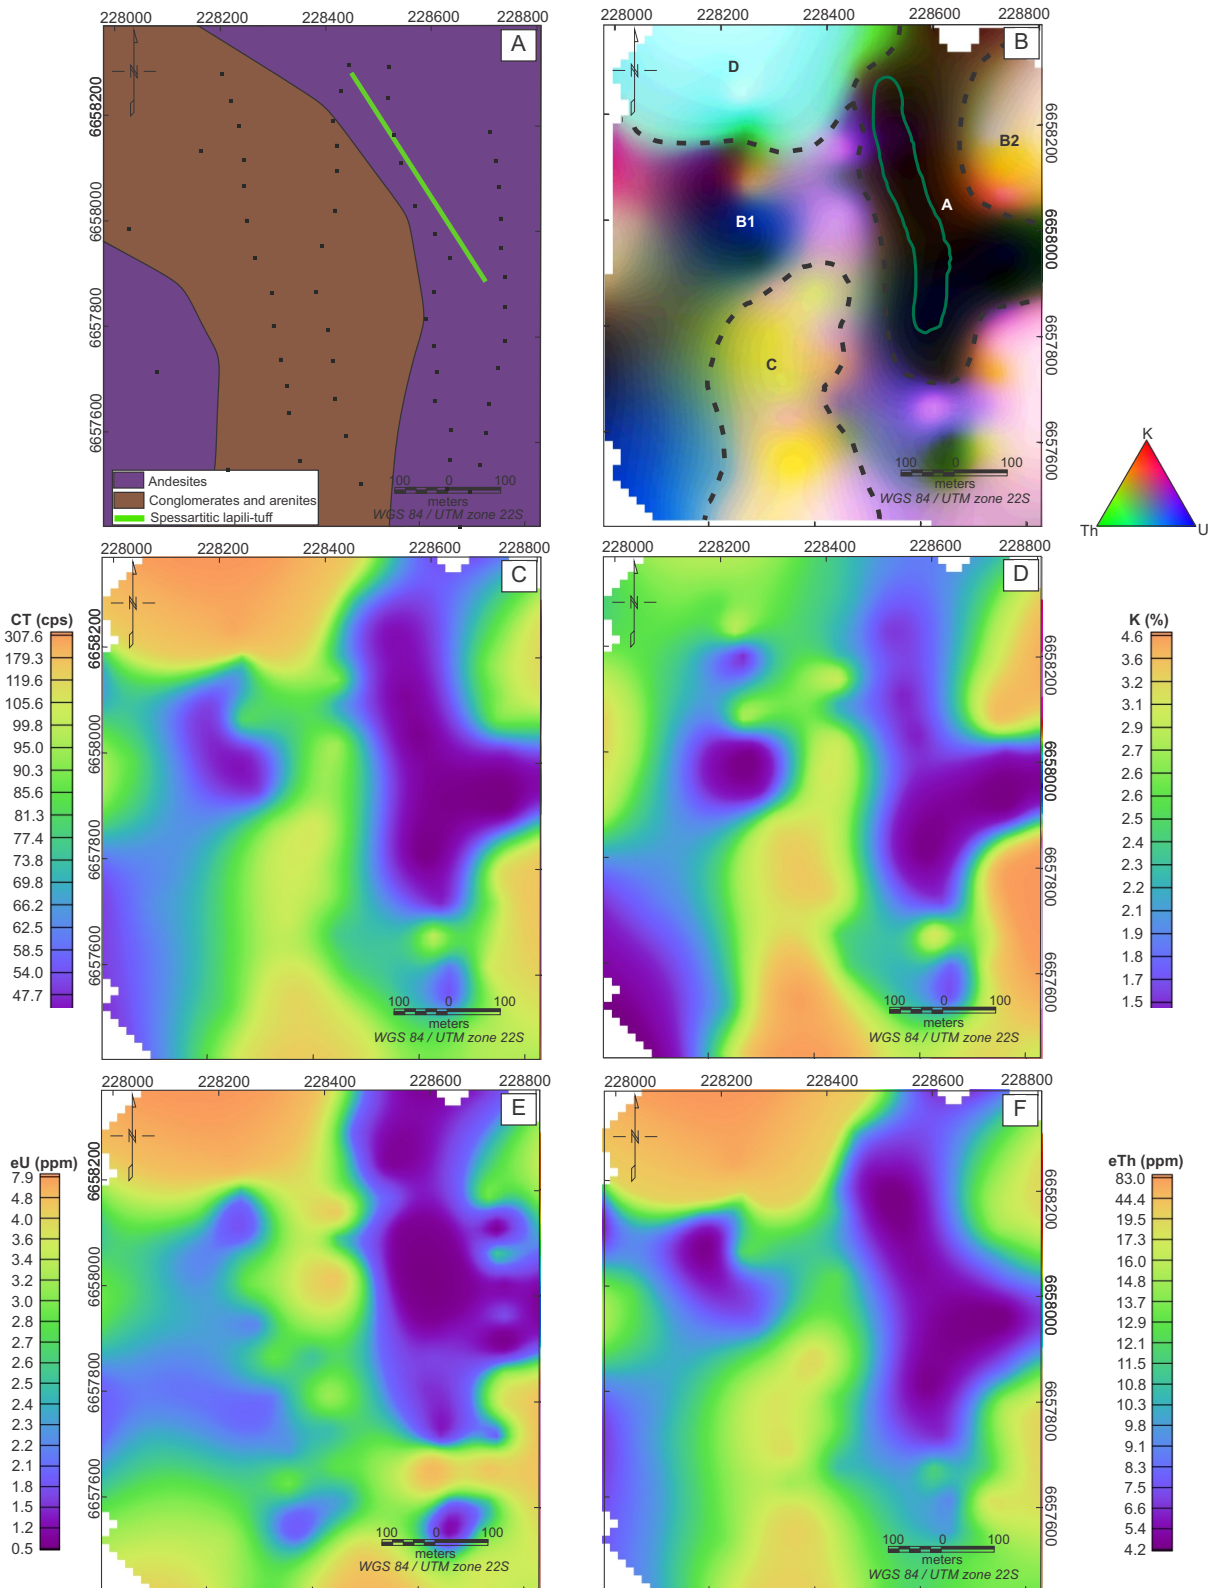 228000 228200 228400 228600 228800
A
N
6658200
6658000
6657800
6657600
Andesites
Conglomerates and arenites
Spessartitic lapili-tuff
100 0 100
meters
WGS 84 / UTM zone 22S
228000 228200 228400 228600 228800
B
N
D
B2
A
B1
C
6658200
6658000
6657800
6657600
100 0 100
meters
WGS 84 / UTM zone 22S
K
Th
U
228000 228200 228400 228600 228800
C
N
CT (cps)
307.6
179.3
119.6
105.6
99.8
95.0
90.3
85.6
81.3
77.4
73.8
69.8
66.2
62.5
58.5
54.0
47.7
6658200
6658000
6657800
6657600
100 0 100
meters
WGS 84 / UTM zone 22S
228000 228200 228400 228600 228800
D
N
6658200
6658000
6657800
6657600
100 0 100
meters
WGS 84 / UTM zone 22S
K (%)
4.6
3.6
3.2
3.1
2.9
2.7
2.6
2.6
2.5
2.4
2.3
2.2
2.1
1.9
1.8
1.7
1.5
228000 228200 228400 228600 228800
E
N
eU (ppm)
7.9
4.8
4.0
3.6
3.4
3.2
3.0
2.8
2.7
2.6
2.5
2.4
2.3
2.2
2.1
1.8
1.5
1.2
0.5
6658200
6658000
6657800
6657600
100 0 100
meters
WGS 84 / UTM zone 22S
228000 228200 228400 228600 228800
F
N
6658200
6658000
6657800
6657600
100 0 100
meters
WGS 84 / UTM zone 22S
eTh (ppm)
83.0
44.4
19.5
17.3
16.0
14.8
13.7
12.9
12.1
11.5
10.8
10.3
9.8
9.1
8.3
7.5
6.6
5.4
4.2